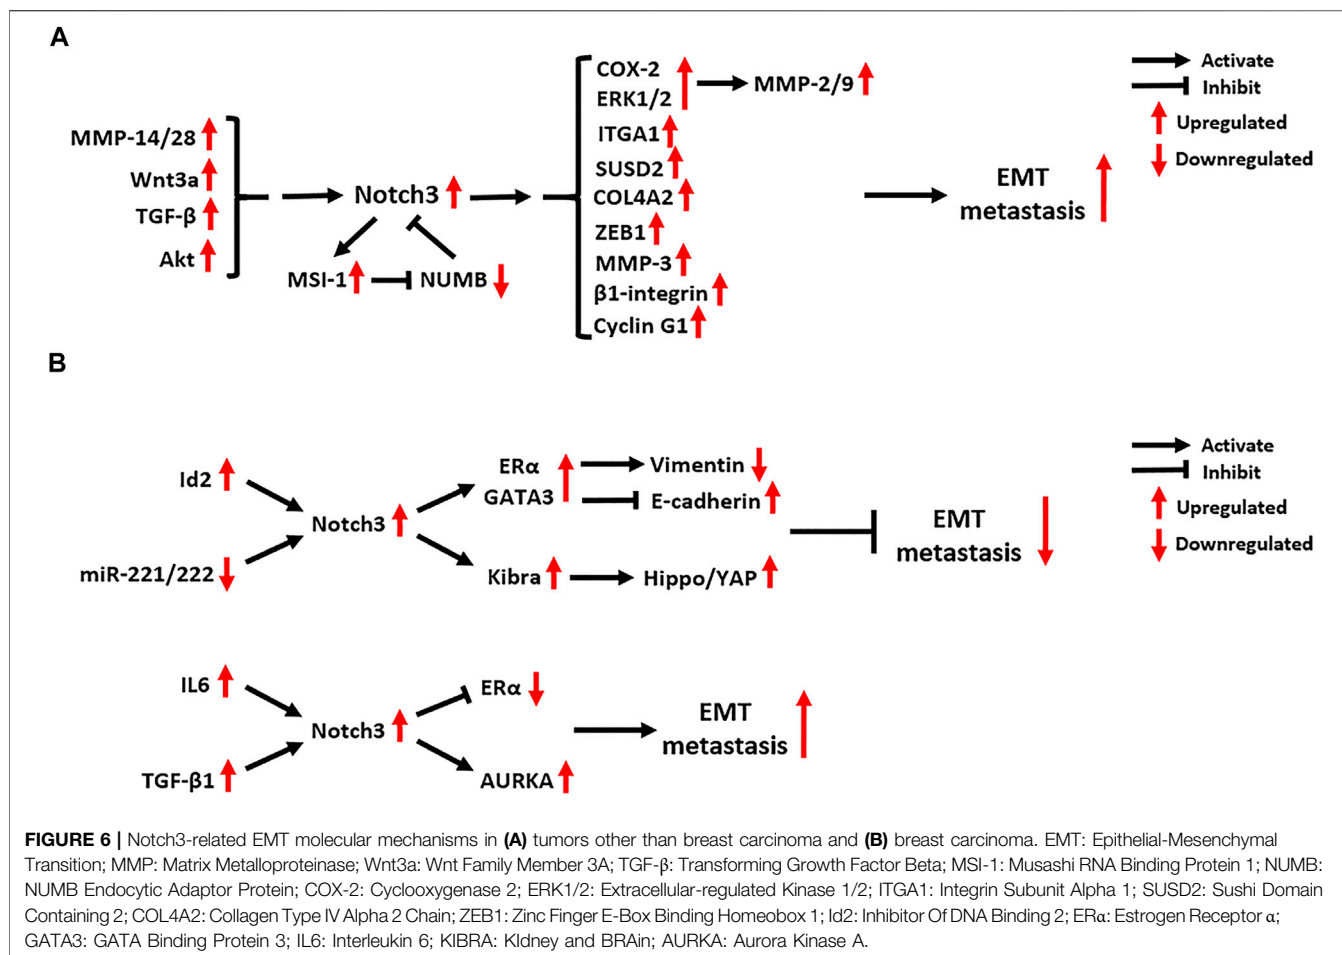 A
MMP-14/28
Wnt3a
TGF-β
Akt
Notch3
MSI-1
NUMB
COX-2
ERK1/2
MMP-2/9
ITGA1
SUSD2
COL4A2
ZEB1
MMP-3
β1-integrin
Cyclin G1
EMT
metastasis
Activate
Inhibit
Upregulated
Downregulated
B
Id2
miR-221/222
Notch3
ERα
GATA3
Vimentin
E-cadherin
Kibra
Hippo/YAP
EMT
metastasis
Activate
Inhibit
Upregulated
Downregulated
IL6
TGF-β1
Notch3
ERα
AURKA
EMT
metastasis
FIGURE 6 | Notch3-related EMT molecular mechanisms in (A) tumors other than breast carcinoma and (B) breast carcinoma. EMT: Epithelial-Mesenchymal
Transition; MMP: Matrix Metalloproteinase; Wnt3a: Wnt Family Member 3A; TGF-β: Transforming Growth Factor Beta; MSI-1: Musashi RNA Binding Protein 1; NUMB:
NUMB Endocytic Adaptor Protein; COX-2: Cyclooxygenase 2; ERK1/2: Extracellular-regulated Kinase 1/2; ITGA1: Integrin Subunit Alpha 1; SUSD2: Sushi Domain
Containing 2; COL4A2: Collagen Type IV Alpha 2 Chain; ZEB1: Zinc Finger E-Box Binding Homeobox 1; Id2: Inhibitor Of DNA Binding 2; ERα: Estrogen Receptor α;
GATA3: GATA Binding Protein 3; IL6: Interleukin 6; KIBRA: KIdney and BRAin; AURKA: Aurora Kinase A.